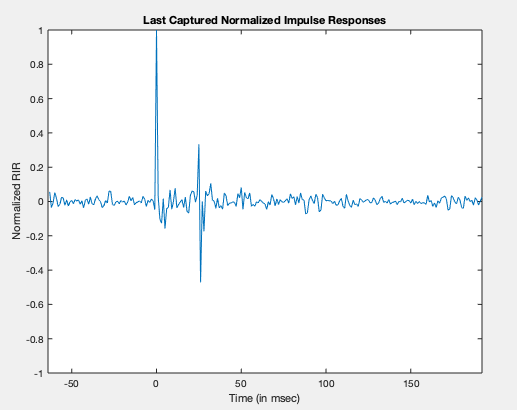 Last Captured Normalized Impulse Responses
1
0.8
0.6
0.4
0.2
0
-0.2
-0.4
-0.6
-0.8
-1
Normalized RIR
-50 0 50 100 150
Time (in msec)